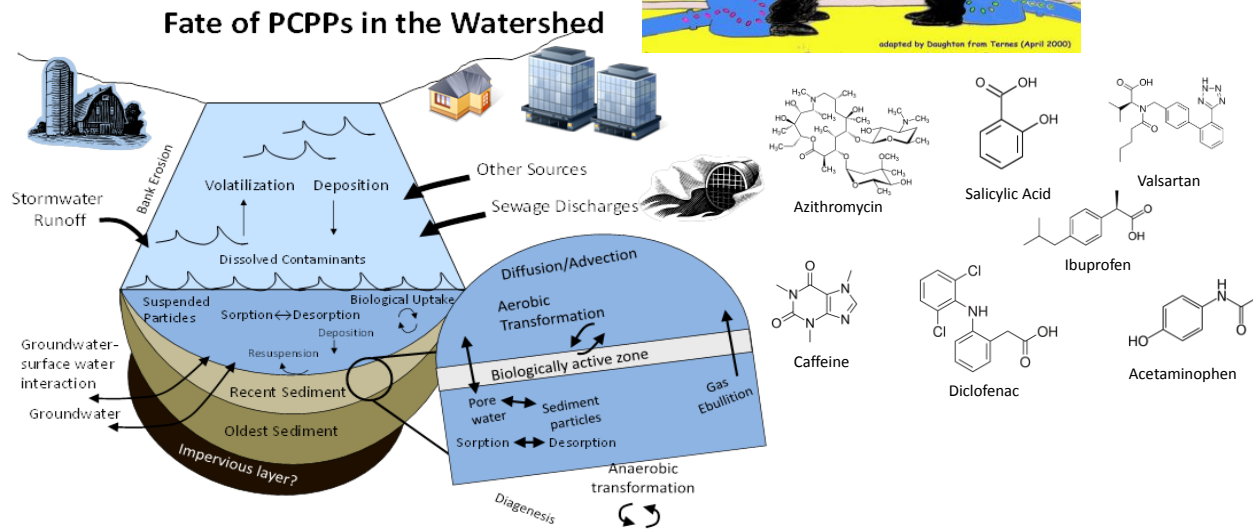 Fate of PCPPs in the Watershed
adapted by Daughton from Ternes (April 2000)
Bank Erosion
Stormwater
Runoff
Volatilization
Deposition
Other Sources
Sewage Discharges
Dissolved Contaminants
Suspended
Particles
Sorption ↔ Desorption
Biological Uptake
Deposition
Resuspension
Groundwater-
surface water
interaction
Groundwater
Recent Sediment
Oldest Sediment
Impervious layer?
Diffusion/Advection
Aerobic
Transformation
Biologically active zone
Pore
water
Sediment
particles
Gas
Ebullition
Sorption
Desorption
Anaerobic
transformation
Diagenesis
Azithromycin
Salicylic Acid
Valsartan
Ibuprofen
Caffeine
Diclofenac
Acetaminophen